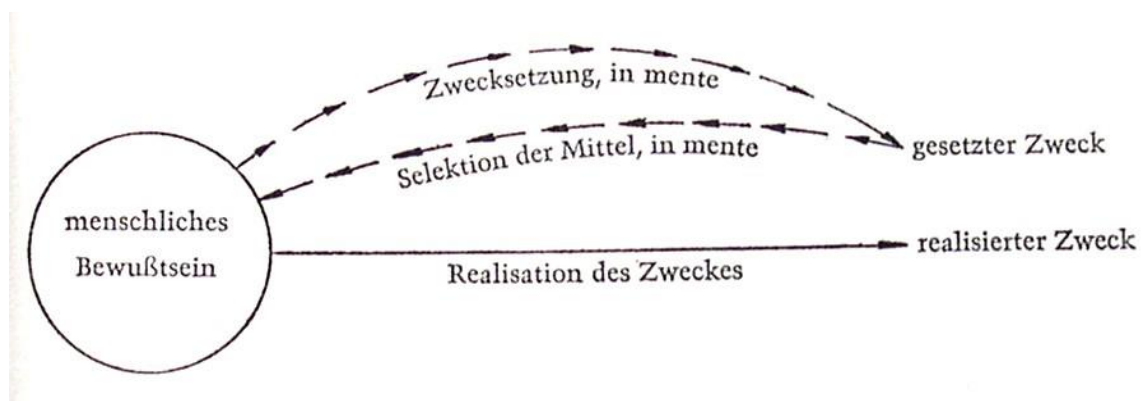 Zwecksetzung, in mente
Selektion der Mittel, in mente
gesetzter Zweck
menschliches
Bewußtsein
realisierter Zweck
Realisation des Zweckes